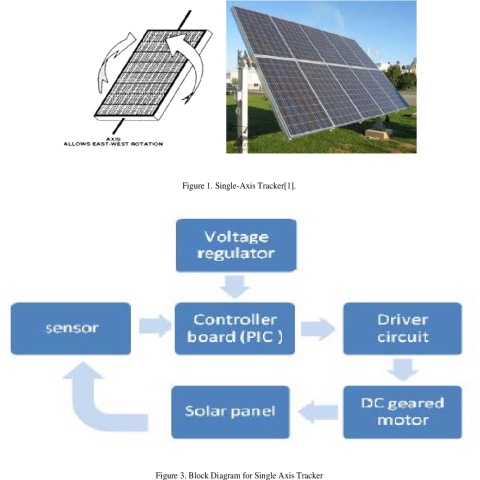 AXIS
ALLOWS EAST-WEST ROTATION
Figure 1. Single-Axis Tracker[1].
Voltage
regulator
sensor
Controller
board (PIC )
Driver
circuit
Solar panel
DC geared
motor
Figure 3. Block Diagram for Single Axis Tracker